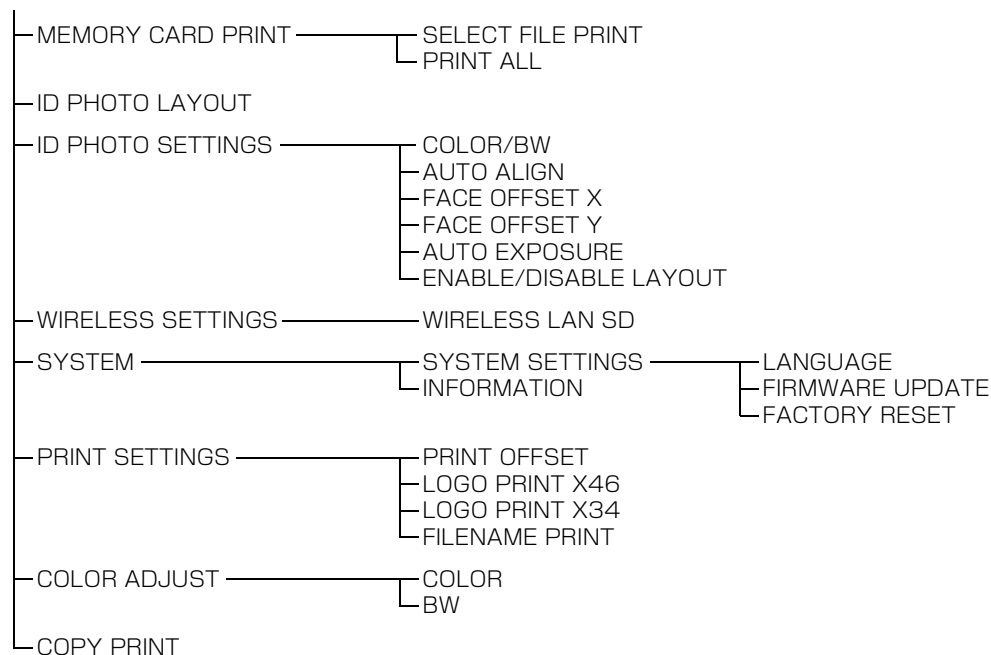 MEMORY CARD PRINT SELECT FILE PRINT
PRINT ALL
ID PHOTO LAYOUT
ID PHOTO SETTINGS COLOR/BW
AUTO ALIGN
FACE OFFSET X
FACE OFFSET Y
AUTO EXPOSURE
ENABLE/DISABLE LAYOUT
WIRELESS SETTINGS WIRELESS LAN SD
SYSTEM SYSTEM SETTINGS LANGUAGE
INFORMATION FIRMWARE UPDATE
FACTORY RESET
PRINT SETTINGS PRINT OFFSET
LOGO PRINT X46
LOGO PRINT X34
FILENAME PRINT
COLOR ADJUST COLOR
BW
COPY PRINT